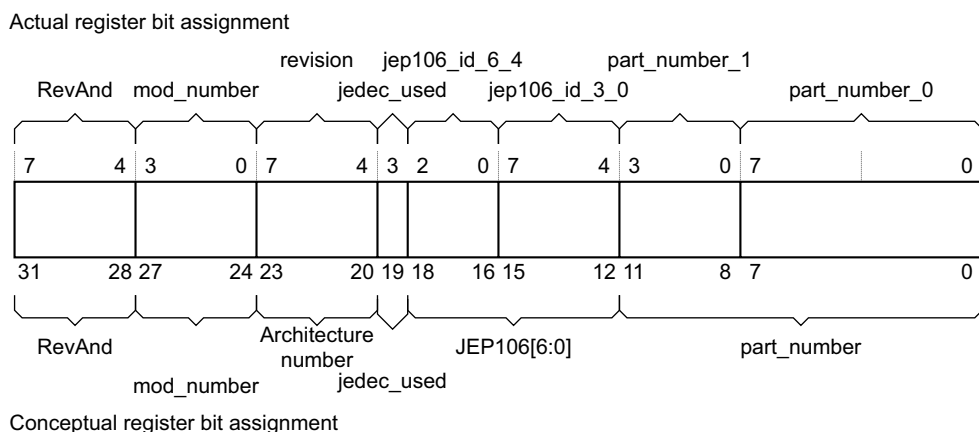 Actual register bit assignment
revision jep106_id_6_4 part_number_1
RevAnd mod_number jedec_used jep106_id_3_0 part_number_0
7 4 3 0 7 4 3 2 0 7 4 3 0 7 0
31 28 27 24 23 20 19 18 16 15 12 11 8 7 0
RevAnd Architecture number JEP106[6:0] part_number
mod_number jedec_used
Conceptual register bit assignment